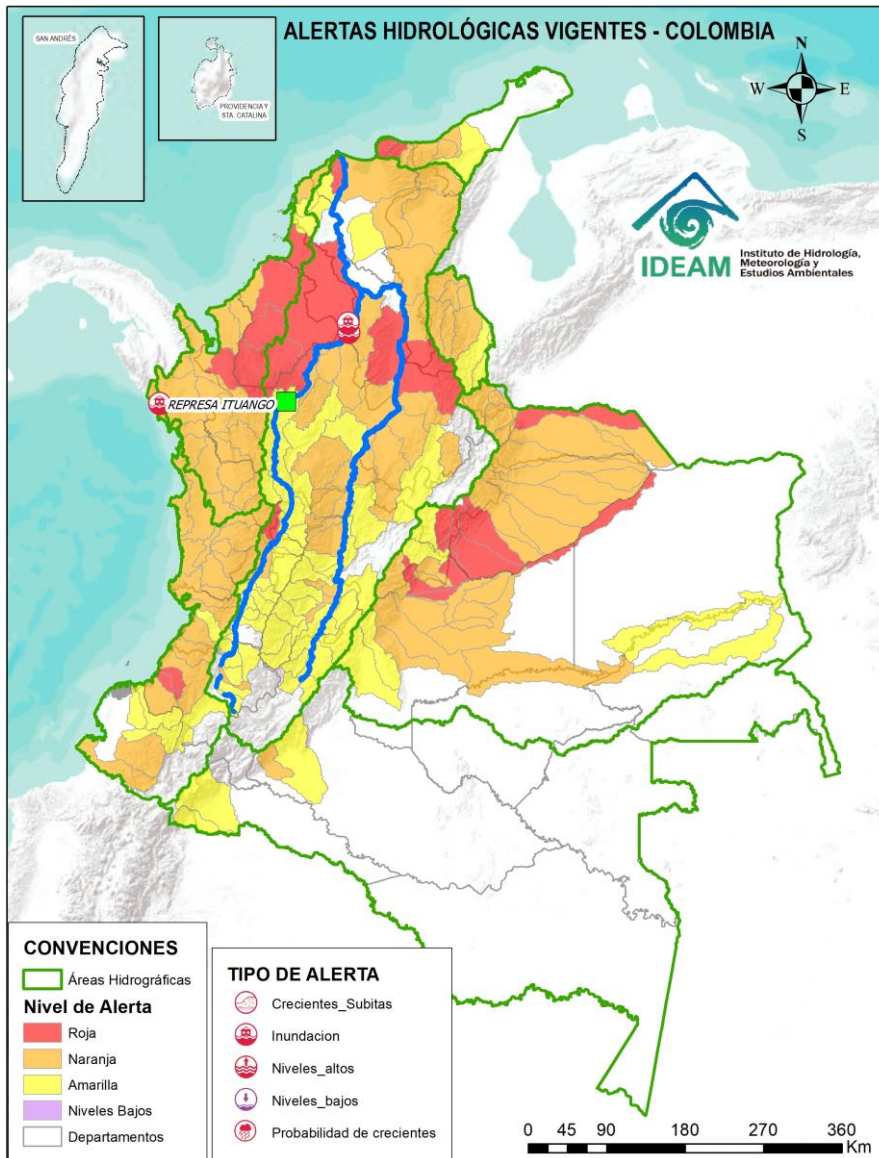 SAN ANDRÉS
PROVIDENCIA Y
STA. CATALINA
ALERTAS HIDROLÓGICAS VIGENTES - COLOMBIA
N
W
E
S
IDEAM
Instituto de Hidrología,
Meteorología y
Estudios Ambientales
REPRESA ITUANGO
CONVENCIONES
Áreas Hidrográficas
Nivel de Alerta
Roja
Naranja
Amarilla
Niveles Bajos
Departamentos
TIPO DE ALERTA
Crecientes_Subitas
Inundacion
Niveles_altos
Niveles_bajos
Probabilidad de crecientes
0 45 90 180 270 360
Km